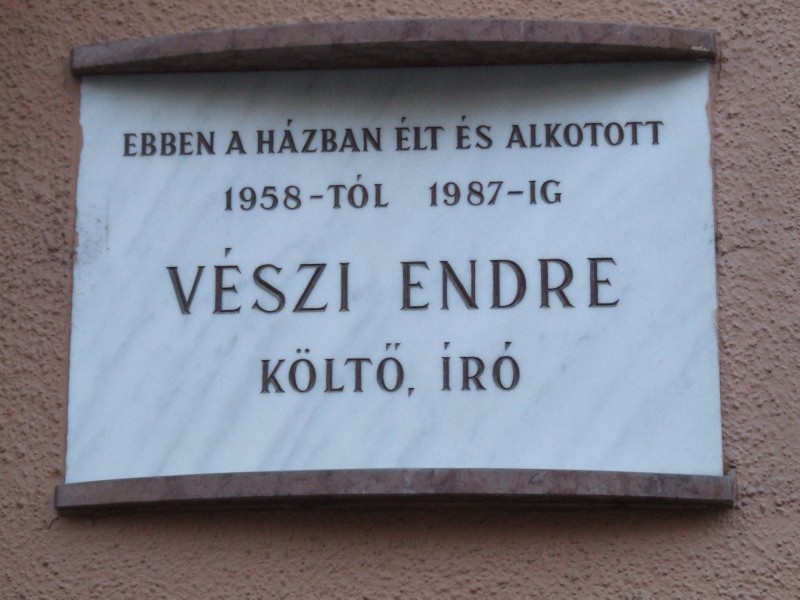 EBBEN A HÁZBAN ÉLT ÉS ALKOTOTT
1958-TÓL 1987-IG
VÉSZI ENDRE
KÖLTŐ, ÍRÓ